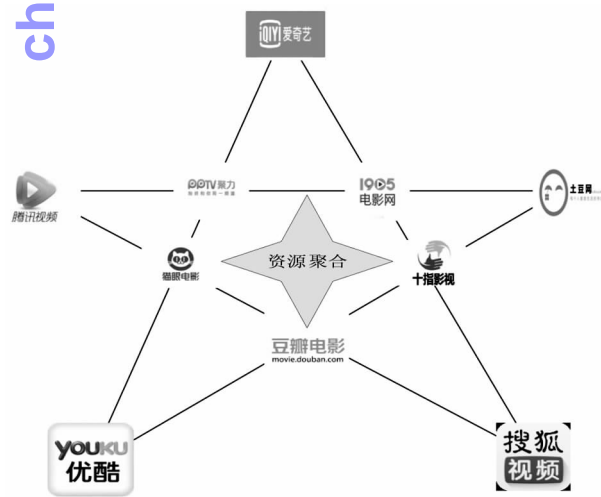 ch
iQIYI 爱奇艺
PPTV聚力
1905
电影网
土豆网
腾讯视频
猫眼电影
资源聚合
十指影视
豆瓣电影
movie.douban.com
YOUKU
优酷
搜狐
视频